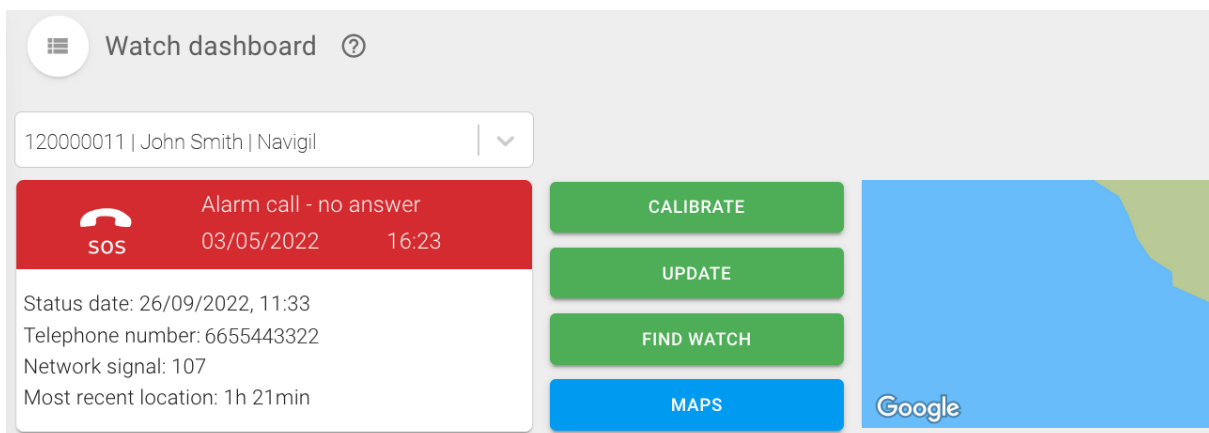 Watch dashboard ?
120000011 | John Smith | Navigil
sos
Alarm call - no answer
03/05/2022 16:23
Status date: 26/09/2022, 11:33
Telephone number: 6655443322
Network signal: 107
Most recent location: 1h 21min
CALIBRATE
UPDATE
FIND WATCH
MAPS
Google